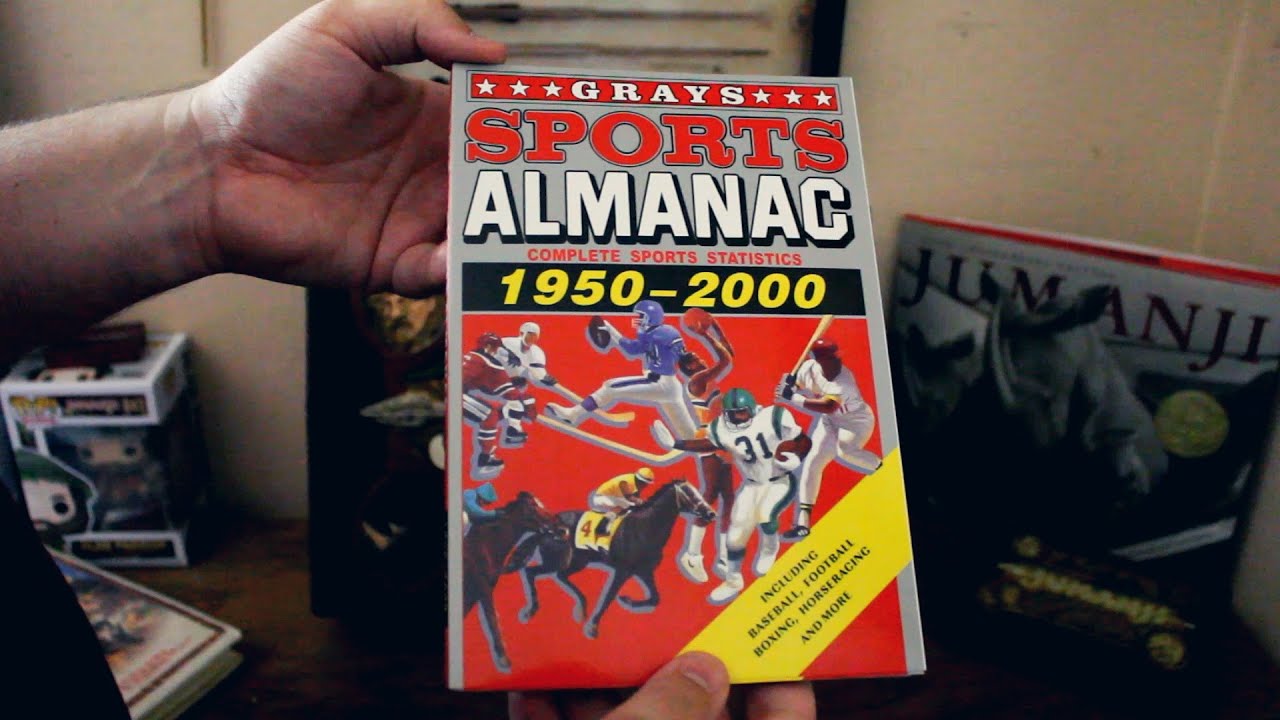 GRAYS
SPORTS
ALMANAC
COMPLETE SPORTS STATISTICS
1950-2000
31
4
INCLUDING
BASEBALL, FOOTBALL
BOXING, HORSERACING
AND MORE
JUMANJI